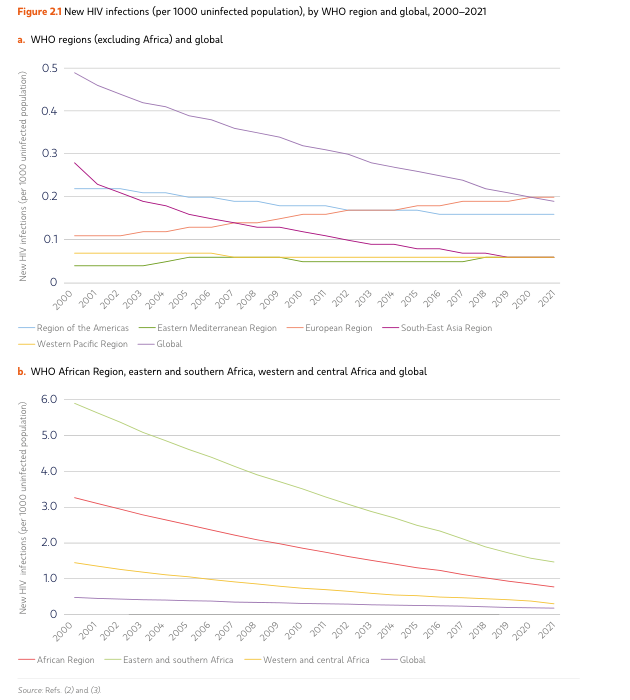 Figure 2.1 New HIV infections (per 1000 uninfected population), by WHO region and global, 2000–2021
a. WHO regions (excluding Africa) and global
New HIV infections (per 1000 uninfected population)
0.5
0.4
0.3
0.2
0.1
0
2000 2001 2002 2003 2004 2005 2006 2007 2008 2009 2010 2011 2012 2013 2014 2015 2016 2017 2018 2019 2020 2021
Region of the Americas Eastern Mediterranean Region European Region South-East Asia Region
Western Pacific Region Global
b. WHO African Region, eastern and southern Africa, western and central Africa and global
New HIV infections (per 1000 uninfected population)
6.0
5.0
4.0
3.0
2.0
1.0
0
2000 2001 2002 2003 2004 2005 2006 2007 2008 2009 2010 2011 2012 2013 2014 2015 2016 2017 2018 2019 2020 2021
African Region Eastern and southern Africa Western and central Africa Global
Source: Refs. (2) and (3).